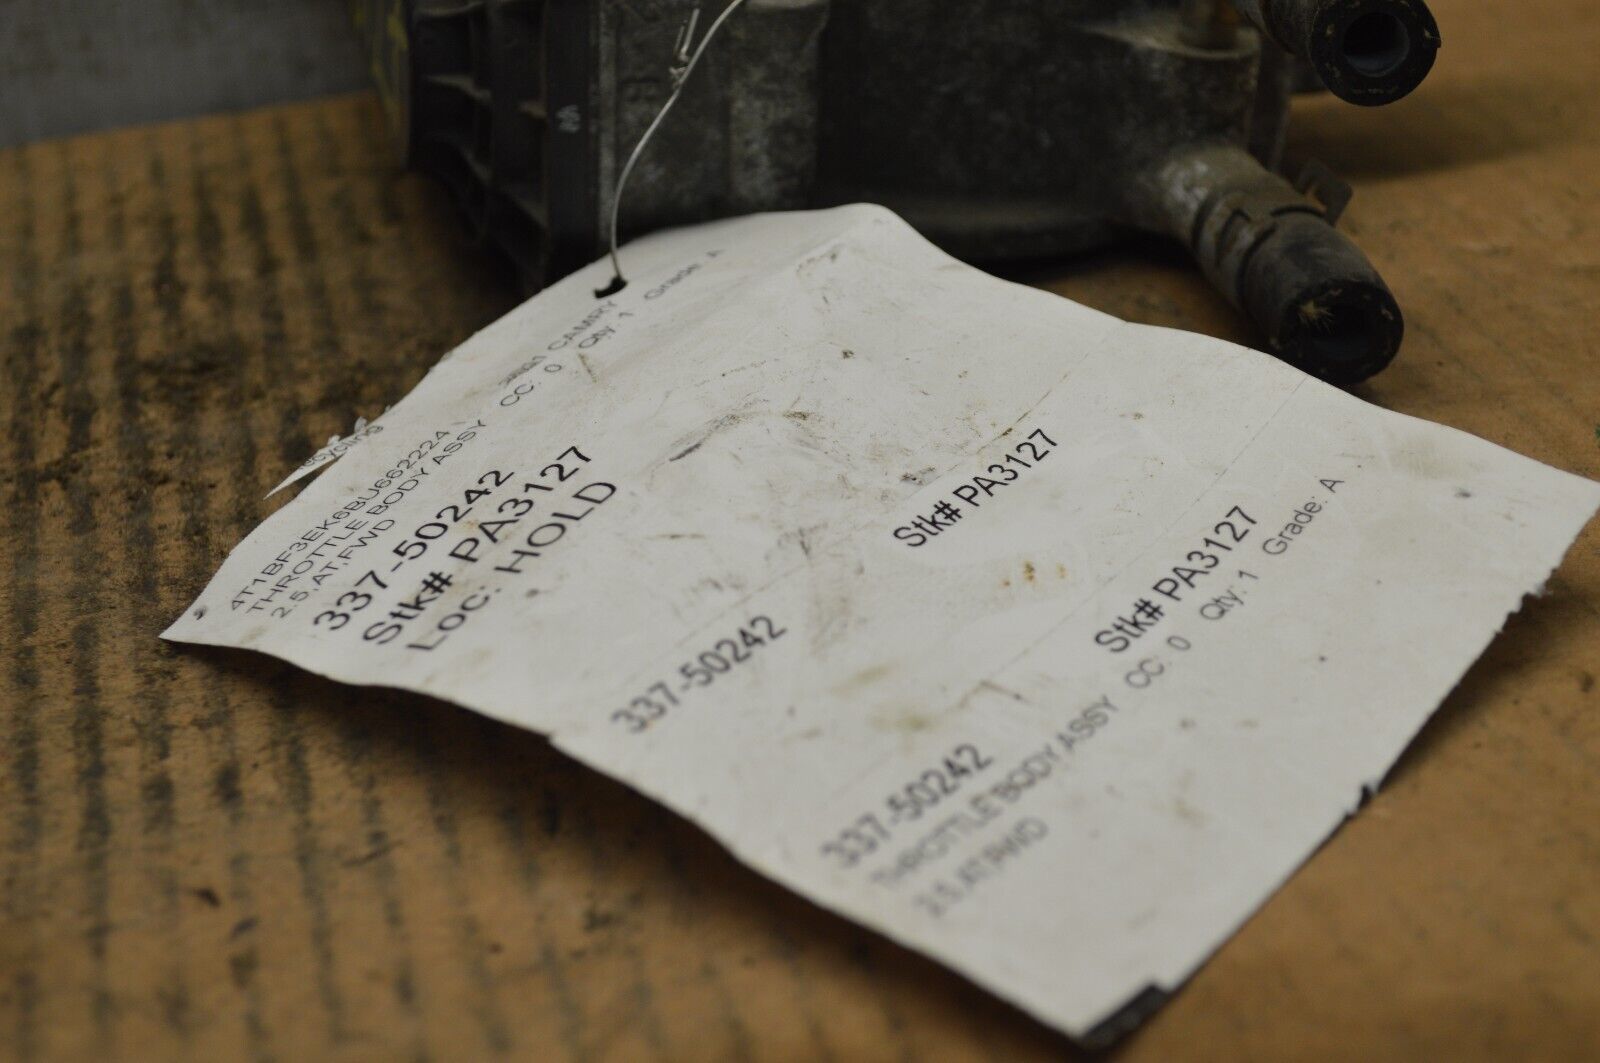 ecycling
4T1BF3EK6BU662224 CAMRY
THROTTLE BODY ASSY CC: 0 Qty: 1 Grade: A
2.5,AT,FWD
337-50242
Stk# PA3127
Loc: HOLD
337-50242 Stk# PA3127
337-50242 Stk# PA3127
THROTTLE BODY ASSY CC: 0 Qty: 1 Grade: A
2.5,AT,FWD